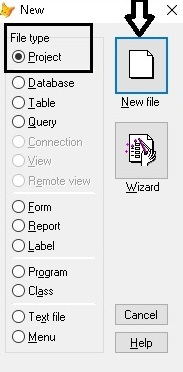 New
File type
Project
Database
Table
Query
Connection
View
Remote view
Form
Report
Label
Program
Class
Text file
Menu
New file
Wizard
Cancel
Help